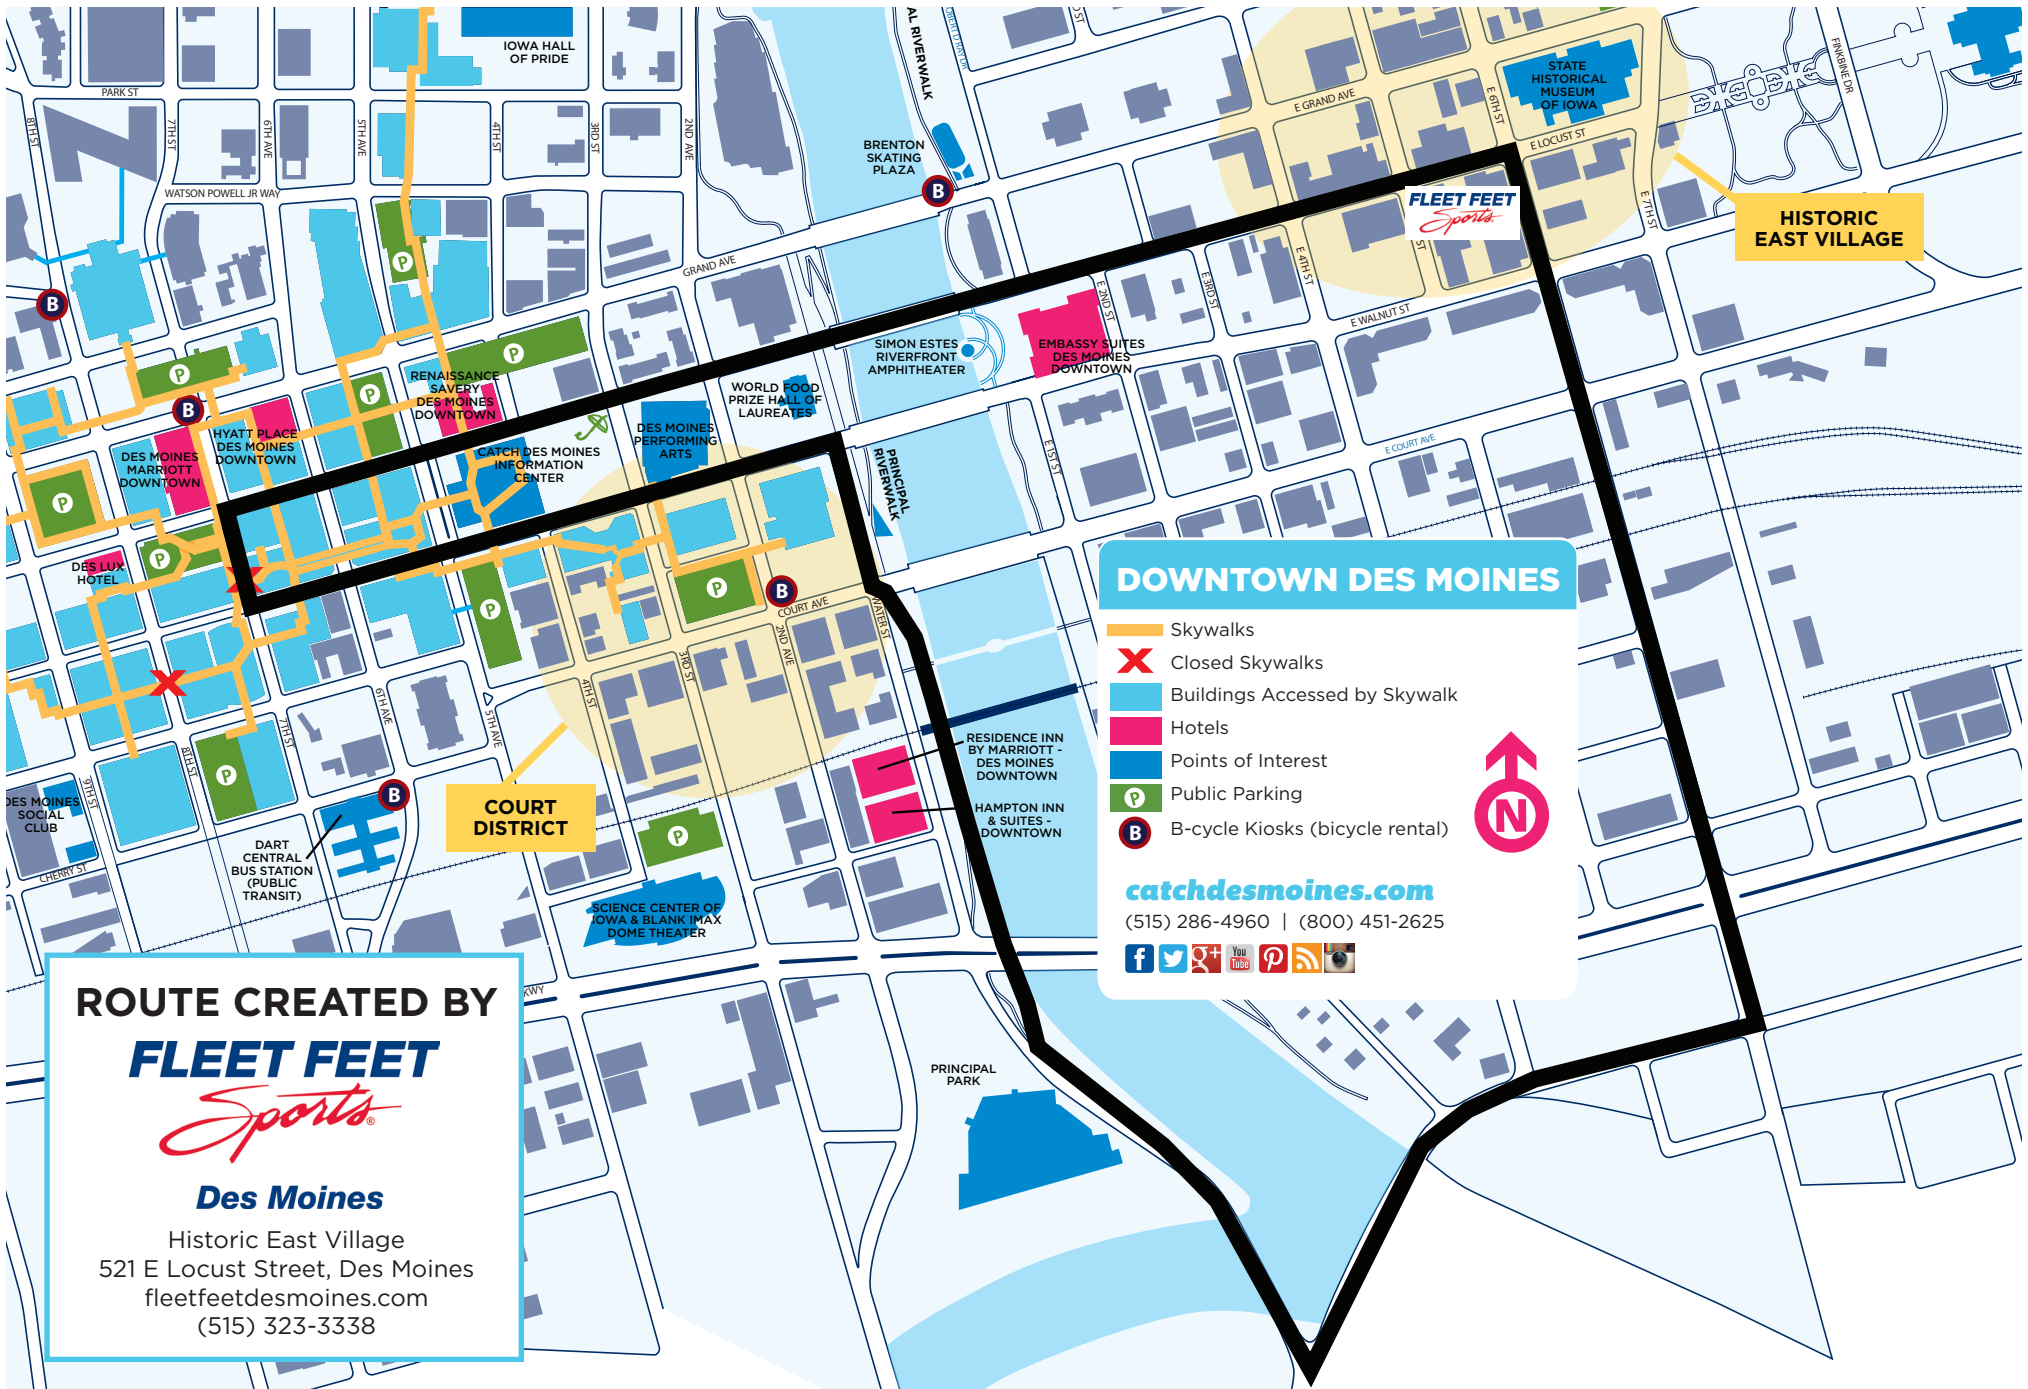 IOWA HALL
OF PRIDE
AL RIVERWALK
PARK ST
8TH ST
7TH ST
6TH AVE
5TH AVE
4TH ST
3RD ST
2ND AVE
WATSON POWELL JR WAY
GRAND AVE
BRENTON
SKATING
PLAZA
B
E GRAND AVE
E 6TH ST
STATE
HISTORICAL
MUSEUM
OF IOWA
E LOCUST ST
FINKBINE DR
E 7TH ST
FLEET FEET
Sports.
ST
HISTORIC
EAST VILLAGE
E 4TH ST
E 3RD ST
E 2ND ST
E WALNUT ST
E COURT AVE
E 1ST ST
SIMON ESTES
RIVERFRONT
AMPHITHEATER
EMBASSY SUITES
DES MOINES
DOWNTOWN
P
B
P
P
P
P
B
RENAISSANCE
SAVERY
DES MOINES
DOWNTOWN
WORLD FOOD
PRIZE HALL OF
LAUREATES
HYATT PLACE
DES MOINES
DOWNTOWN
DES MOINES
MARRIOTT
DOWNTOWN
CATCH DES MOINES
INFORMATION
CENTER
DES MOINES
PERFORMING
ARTS
PRINCIPAL
RIVERWALK
P
P
DES LUX
HOTEL
P
P
B
COURT AVE
WATER ST
2ND AVE
3RD ST
4TH ST
5TH AVE
6TH AVE
7TH ST
8TH ST
9TH ST
P
B
DES MOINES
SOCIAL
CLUB
CHERRY ST
DART
CENTRAL
BUS STATION
(PUBLIC
TRANSIT)
COURT
DISTRICT
P
RESIDENCE INN
BY MARRIOTT -
DES MOINES
DOWNTOWN
HAMPTON INN
& SUITES -
DOWNTOWN
SCIENCE CENTER OF
IOWA & BLANK IMAX
DOME THEATER
KWY
PRINCIPAL
PARK
DOWNTOWN DES MOINES
Skywalks
Closed Skywalks
Buildings Accessed by Skywalk
Hotels
Points of Interest
P Public Parking
B B-cycle Kiosks (bicycle rental)
N
catchdesmoines.com
(515) 286-4960 | (800) 451-2625
f g+ You Tube
ROUTE CREATED BY
FLEET FEET
Sports®
Des Moines
Historic East Village
521 E Locust Street, Des Moines
fleetfeetdesmoines.com
(515) 323-3338